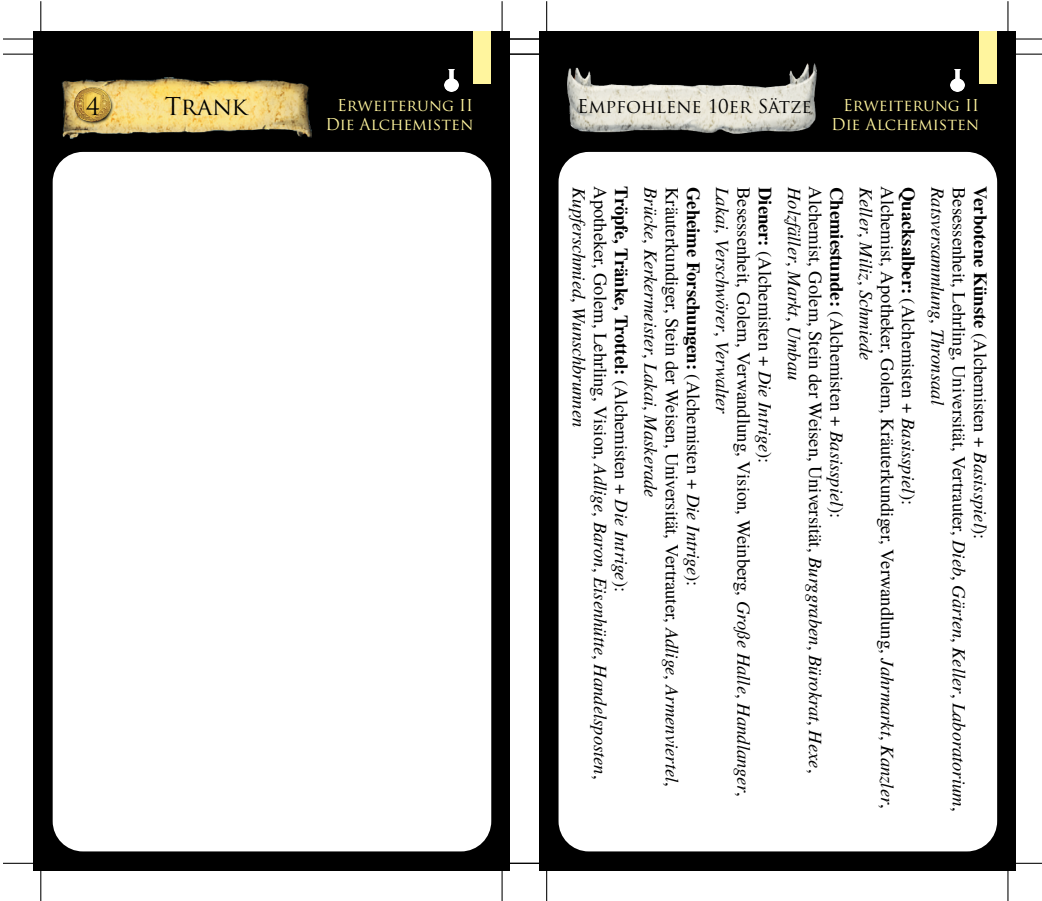 4 TRANK
ERWEITERUNG II
DIE ALCHEMISTEN
EMPFOHLENE 10ER SÄTZE
ERWEITERUNG II
DIE ALCHEMISTEN
Verbotene Künste (Alchemisten + Basisspiel):
Besessenheit, Lehrling, Universität, Vertrauter, Dieb, Gärten, Keller, Laboratorium,
Ratsversammlung, Thronsaal
Quacksalber: (Alchemisten + Basisspiel):
Alchemist, Apotheker, Golem, Kräuterkundiger, Verwandlung, Jahrmarkt, Kanzler,
Keller, Miliz, Schmiede
Chemiestunde: (Alchemisten + Basisspiel):
Alchemist, Golem, Stein der Weisen, Universität, Burggraben, Bürokrat, Hexe,
Holzfäller, Markt, Umbau
Diener: (Alchemisten + Die Intrige):
Besessenheit, Golem, Verwandlung, Vision, Weinberg, Große Halle, Handlanger,
Lakai, Verschwörer, Verwalter
Geheime Forschungen: (Alchemisten + Die Intrige):
Kräuterkundiger, Stein der Weisen, Universität, Vertrauter, Adlige, Armenviertel,
Brücke, Kerkermeister, Lakai, Maskerade
Tröpfe, Tränke, Trottel: (Alchemisten + Die Intrige):
Apotheker, Golem, Lehrling, Vision, Adlige, Baron, Eisenhütte, Handelsposten,
Kupferschmied, Wunschbrunnen